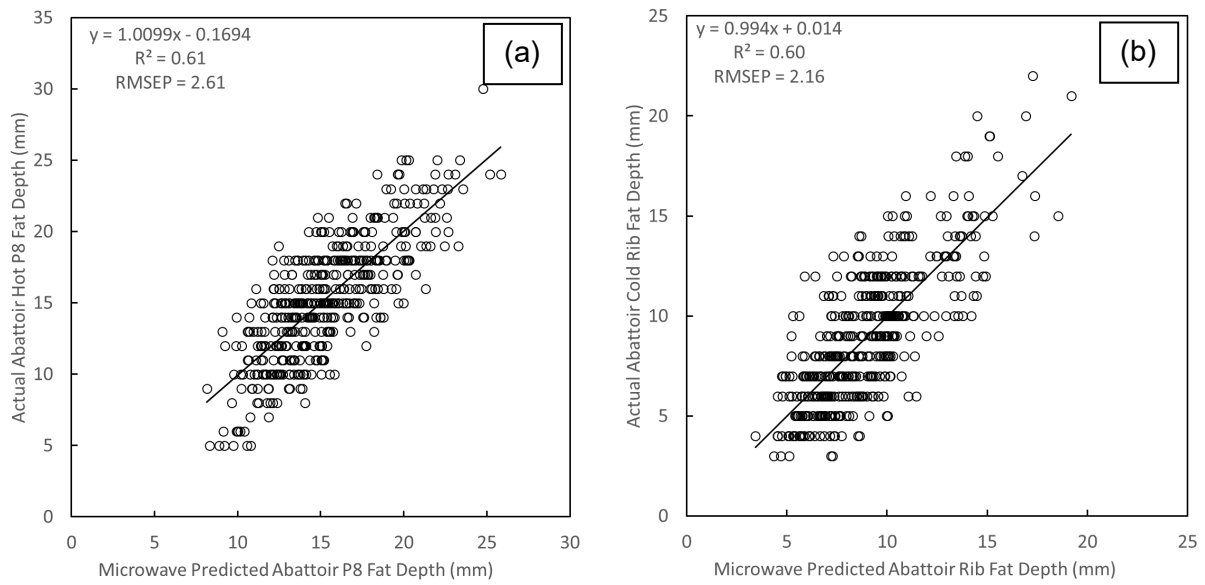 y = 1.0099x - 0.1694
R² = 0.61
RMSEP = 2.61
(a)
35
30
25
20
15
10
5
0
0 5 10 15 20 25 30
Actual Abattoir Hot P8 Fat Depth (mm)
Microwave Predicted Abattoir P8 Fat Depth (mm)
y = 0.994x + 0.014
R² = 0.60
RMSEP = 2.16
(b)
25
20
15
10
5
0
0 5 10 15 20 25
Actual Abattoir Cold Rib Fat Depth (mm)
Microwave Predicted Abattoir Rib Fat Depth (mm)